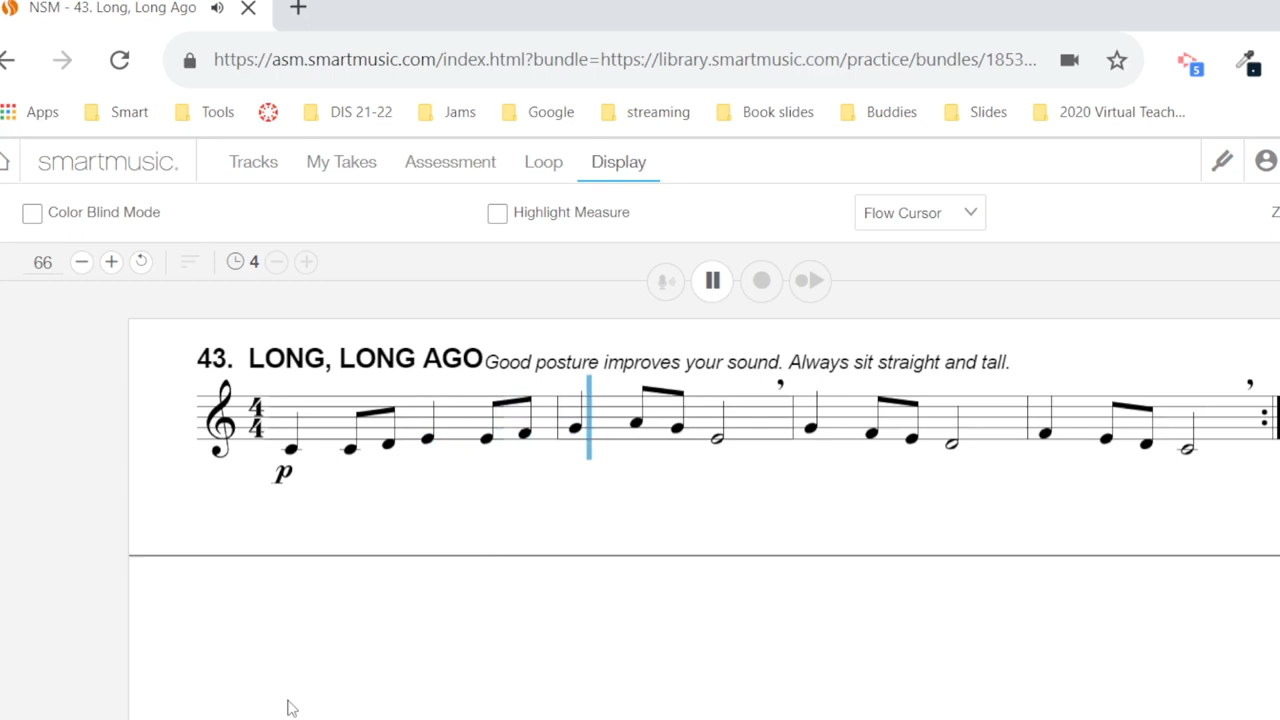 NSM - 43. Long, Long Ago
https://asm.smartmusic.com/index.html?bundle=https://library.smartmusic.com/practice/bundles/1853...
5
Apps Smart Tools DIS 21-22 Jams Google streaming Book slides Buddies Slides 2020 Virtual Teach...
smartmusic. Tracks My Takes Assessment Loop Display
Color Blind Mode Highlight Measure Flow Cursor Z
66 4
43. LONG, LONG AGO Good posture improves your sound. Always sit straight and tall.
4
4
p